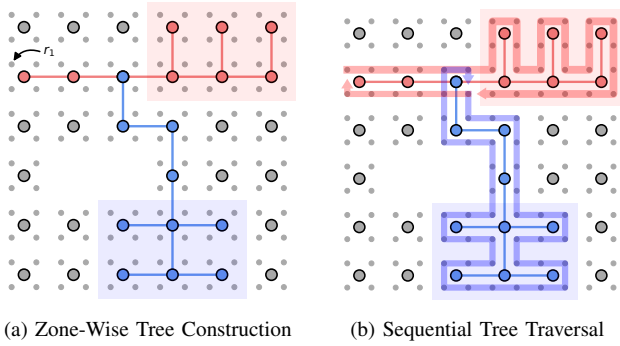 r₁
(a) Zone-Wise Tree Construction
(b) Sequential Tree Traversal